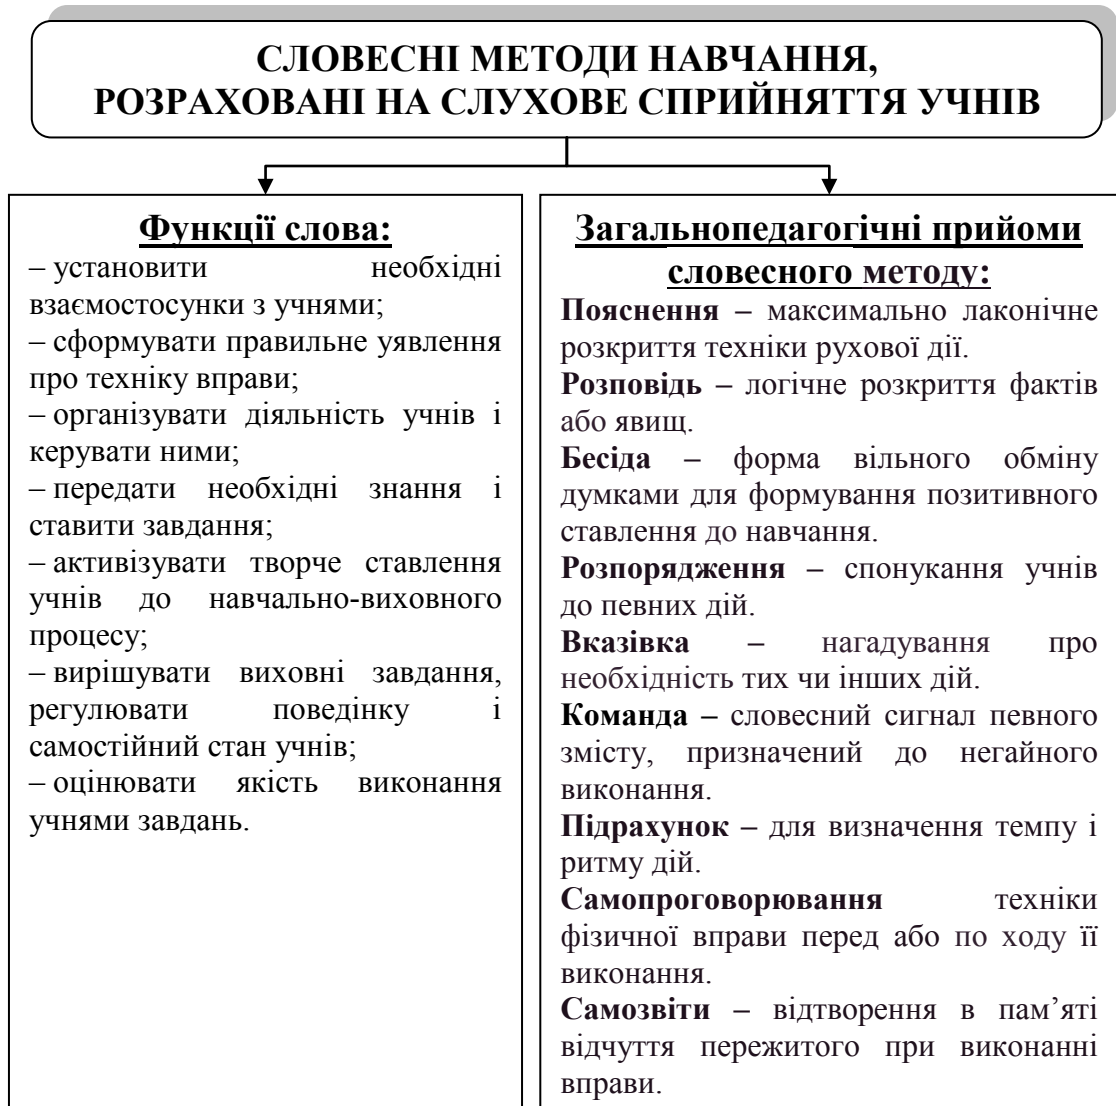 СЛОВЕСНІ МЕТОДИ НАВЧАННЯ,
РОЗРАХОВАНІ НА СЛУХОВЕ СПРИЙНЯТТЯ УЧНІВ
Функції слова:
– установити необхідні
взаємостосунки з учнями;
– сформувати правильне уявлення
про техніку вправи;
– організувати діяльність учнів і
керувати ними;
– передати необхідні знання і
ставити завдання;
– активізувати творче ставлення
учнів до навчально-виховного
процесу;
– вирішувати виховні завдання,
регулювати поведінку і
самостійний стан учнів;
– оцінювати якість виконання
учнями завдань.
Загальнопедагогічні прийоми
словесного методу:
Пояснення – максимально лаконічне
розкриття техніки рухової дії.
Розповідь – логічне розкриття фактів
або явищ.
Бесіда – форма вільного обміну
думками для формування позитивного
ставлення до навчання.
Розпорядження – спонукання учнів
до певних дій.
Вказівка – нагадування про
необхідність тих чи інших дій.
Команда – словесний сигнал певного
змісту, призначений до негайного
виконання.
Підрахунок – для визначення темпу і
ритму дій.
Самопроговорювання техніки
фізичної вправи перед або по ходу її
виконання.
Самозвіти – відтворення в пам’яті
відчуття пережитого при виконанні
вправи.